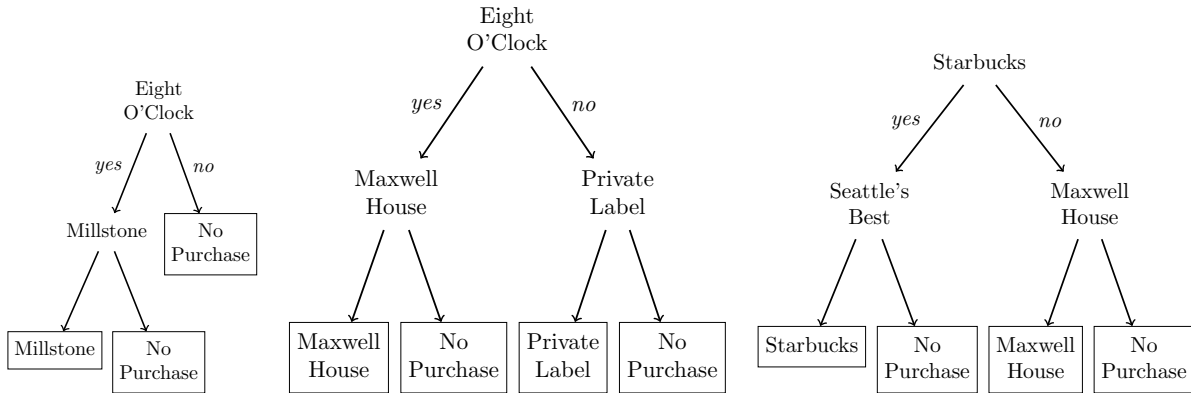 Eight
O'Clock
yes
no
Millstone
No
Purchase
Millstone
No
Purchase
Eight
O'Clock
yes
no
Maxwell
House
Private
Label
Maxwell
House
No
Purchase
Private
Label
No
Purchase
Starbucks
yes
no
Seattle's
Best
Maxwell
House
Starbucks
No
Purchase
Maxwell
House
No
Purchase